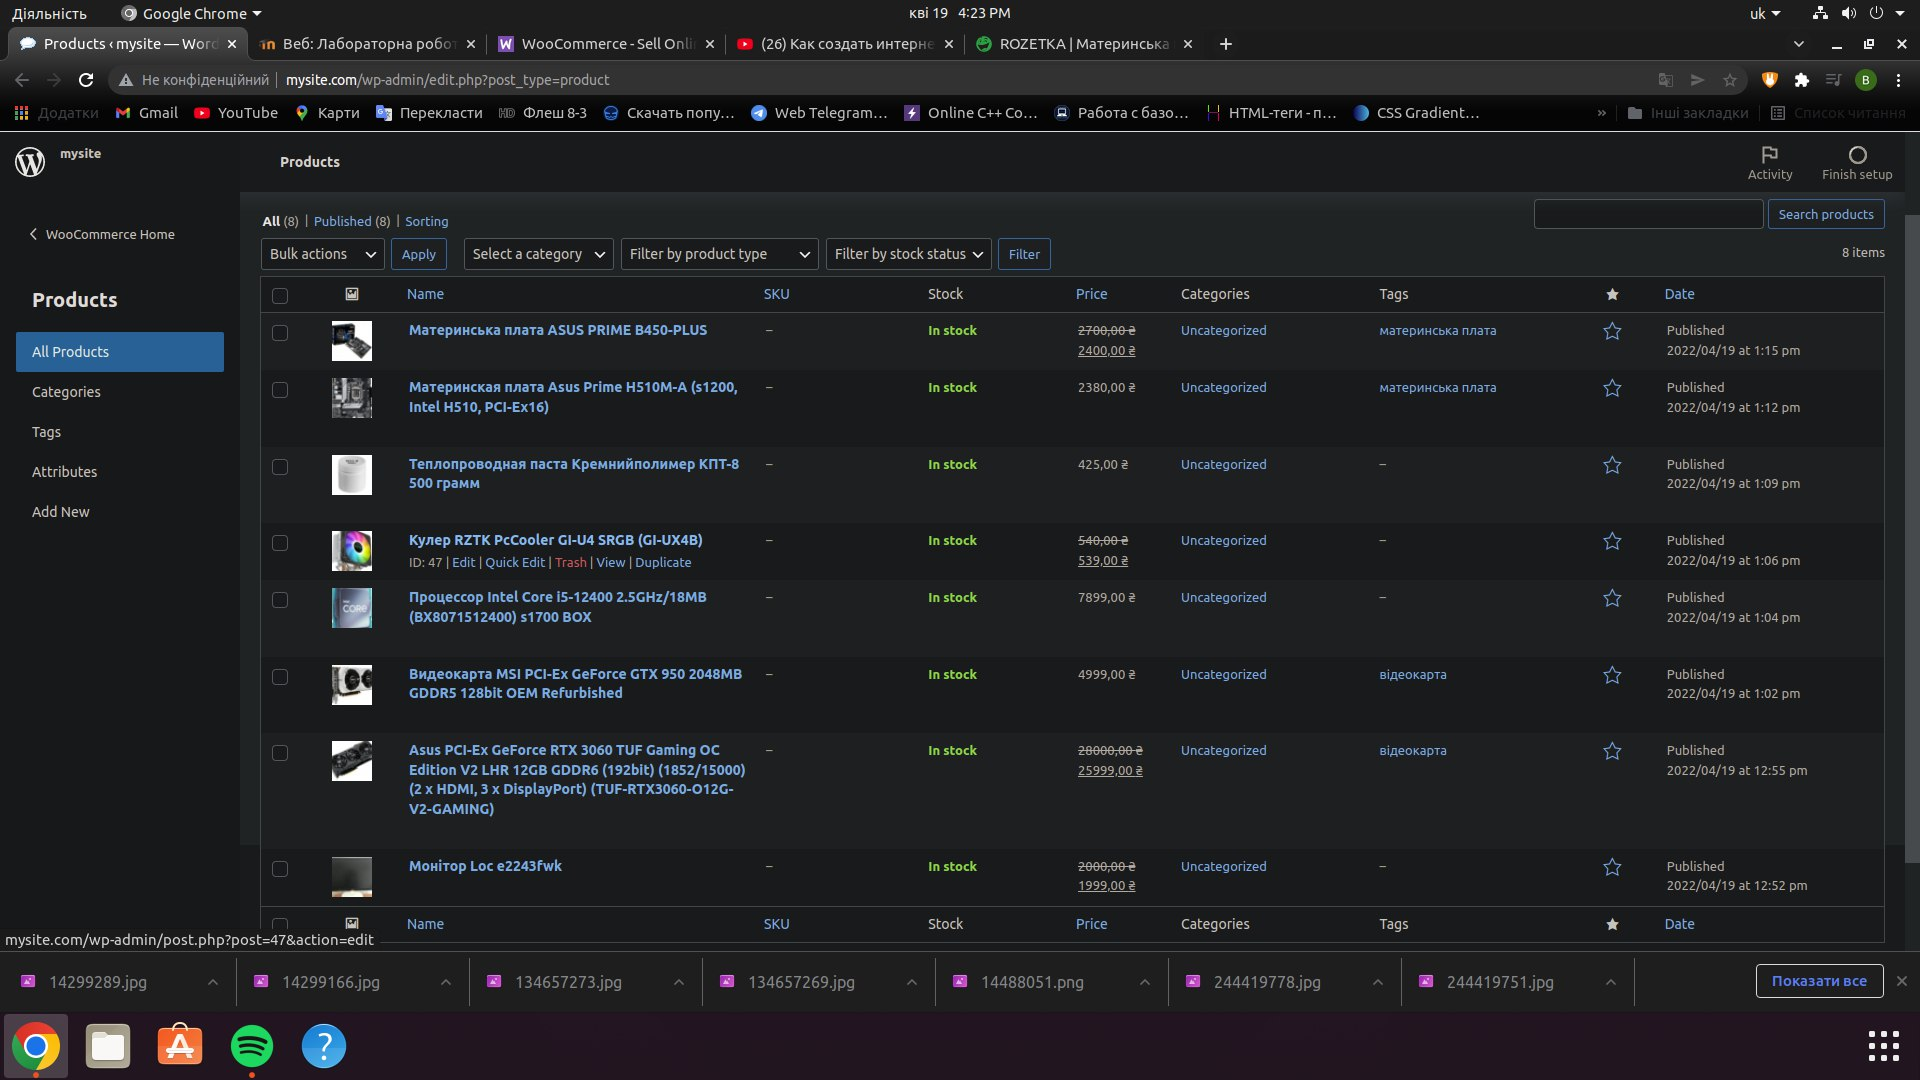 Діяльність Google Chrome кві 19 4:23 PM uk
Products ‹ mysite — Word Веб: Лабораторна робот WooCommerce - Sell Onli (26) Как создать интерне ROZETKA | Материнська
Не конфіденційний mysite.com/wp-admin/edit.php?post_type=product B
Додатки Gmail YouTube Карти Перекласти HD Флеш 8-3 Скачать попу… Web Telegram… Online C++ Co… Работа с базо… HTML-теги - п… CSS Gradient… » Інші закладки Список читання
mysite
Products
Activity
Finish setup
WooCommerce Home
Products
All Products
Categories
Tags
Attributes
Add New
All (8) | Published (8) | Sorting
Search products
Bulk actions Apply Select a category Filter by product type Filter by stock status Filter 8 items
Name SKU Stock Price Categories Tags Date
Материнська плата ASUS PRIME B450-PLUS – In stock 2700,00 ₴ Uncategorized материнська плата Published
2400,00 ₴ 2022/04/19 at 1:15 pm
Материнская плата Asus Prime H510M-A (s1200, – In stock 2380,00 ₴ Uncategorized материнська плата Published
Intel H510, PCI-Ex16) 2022/04/19 at 1:12 pm
Теплопроводная паста Кремнийполимер КПТ-8 – In stock 425,00 ₴ Uncategorized – Published
500 грамм 2022/04/19 at 1:09 pm
Кулер RZTK PcCooler GI-U4 SRGB (GI-UX4B) – In stock 540,00 ₴ Uncategorized – Published
ID: 47 | Edit | Quick Edit | Trash | View | Duplicate 539,00 ₴ 2022/04/19 at 1:06 pm
Процессор Intel Core i5-12400 2.5GHz/18MB – In stock 7899,00 ₴ Uncategorized – Published
(BX8071512400) s1700 BOX 2022/04/19 at 1:04 pm
CORE
Видеокарта MSI PCI-Ex GeForce GTX 950 2048MB – In stock 4999,00 ₴ Uncategorized відеокарта Published
GDDR5 128bit OEM Refurbished 2022/04/19 at 1:02 pm
Asus PCI-Ex GeForce RTX 3060 TUF Gaming OC – In stock 28000,00 ₴ Uncategorized відеокарта Published
Edition V2 LHR 12GB GDDR6 (192bit) (1852/15000) 25999,00 ₴ 2022/04/19 at 12:55 pm
(2 x HDMI, 3 x DisplayPort) (TUF-RTX3060-O12G-
V2-GAMING)
Монітор Loc e2243fwk – In stock 2000,00 ₴ Uncategorized – Published
1999,00 ₴ 2022/04/19 at 12:52 pm
Name SKU Stock Price Categories Tags Date
mysite.com/wp-admin/post.php?post=47&action=edit
14299289.jpg 14299166.jpg 134657273.jpg 134657269.jpg 14488051.png 244419778.jpg 244419751.jpg Показати все